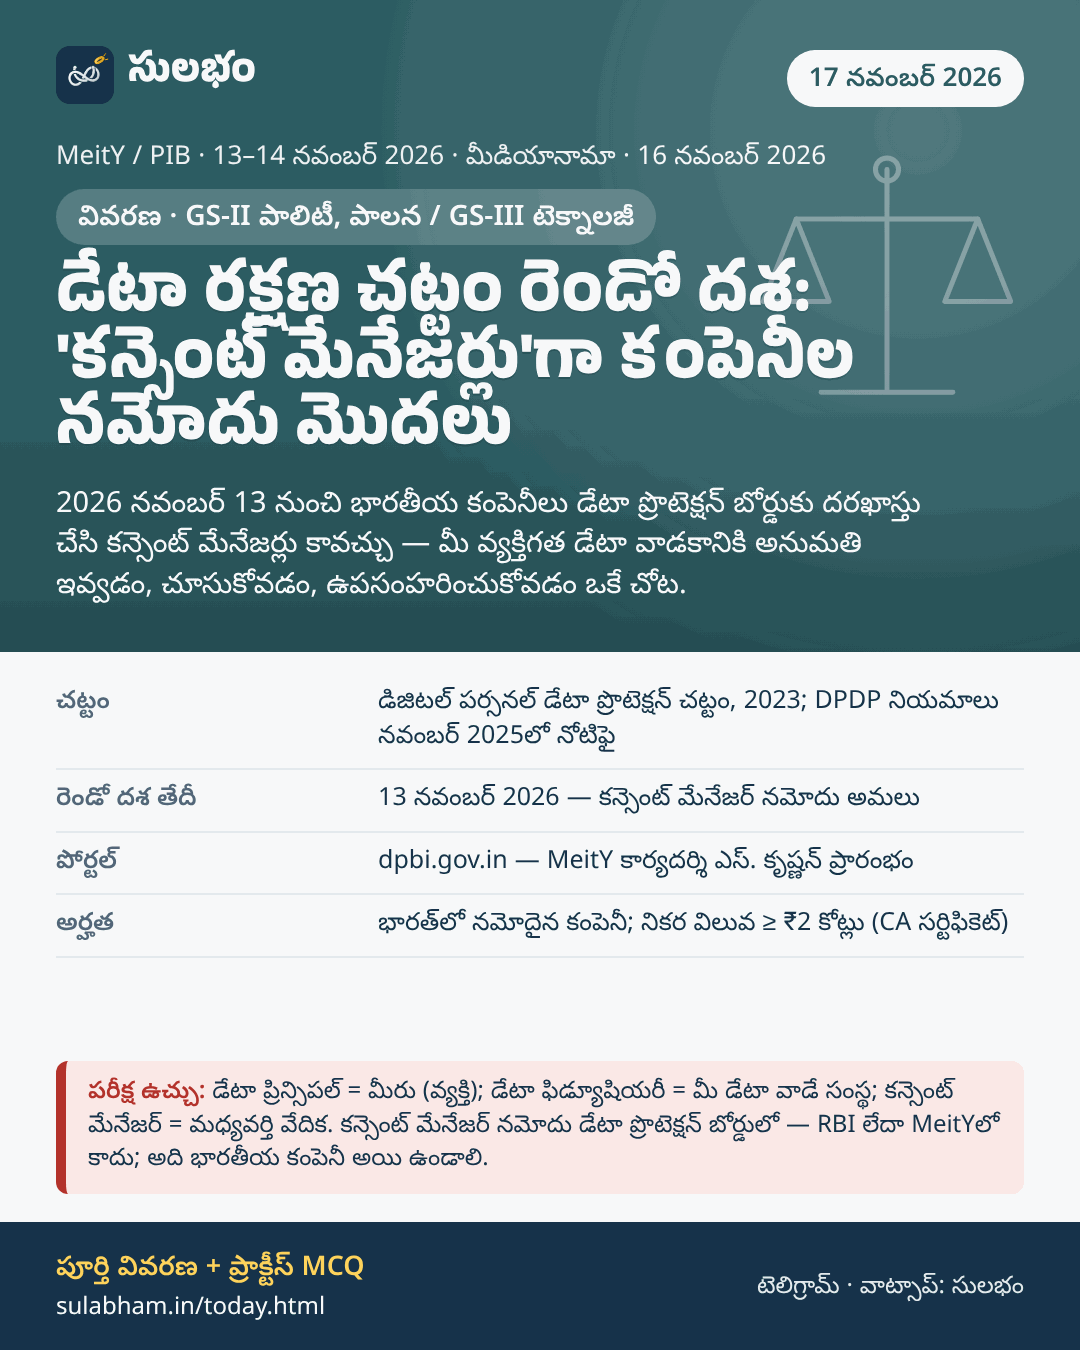 సులభం
17 నవంబర్ 2026
MeitY / PIB · 13–14 నవంబర్ 2026 · మీడియానామా · 16 నవంబర్ 2026
వివరణ · GS-II పాలిటీ, పాలన / GS-III టెక్నాలజీ
డేటా రక్షణ చట్టం రెండో దశ:
'కన్సెంట్ మేనేజర్లు'గా కంపెనీల
నమోదు మొదలు
2026 నవంబర్ 13 నుంచి భారతీయ కంపెనీలు డేటా ప్రొటెక్షన్ బోర్డుకు దరఖాస్తు
చేసి కన్సెంట్ మేనేజర్లు కావచ్చు — మీ వ్యక్తిగత డేటా వాడకానికి అనుమతి
ఇవ్వడం, చూసుకోవడం, ఉపసంహరించుకోవడం ఒకే చోట.
చట్టం
డిజిటల్ పర్సనల్ డేటా ప్రొటెక్షన్ చట్టం, 2023; DPDP నియమాలు
నవంబర్ 2025లో నోటిఫై
రెండో దశ తేదీ
13 నవంబర్ 2026 — కన్సెంట్ మేనేజర్ నమోదు అమలు
పోర్టల్
dpbi.gov.in — MeitY కార్యదర్శి ఎస్. కృష్ణన్ ప్రారంభం
అర్హత
భారత్‌లో నమోదైన కంపెనీ; నికర విలువ ≥ ₹2 కోట్లు (CA సర్టిఫికెట్)
పరీక్ష ఉచ్చు: డేటా ప్రిన్సిపల్ = మీరు (వ్యక్తి); డేటా ఫిడ్యూషియరీ = మీ డేటా వాడే సంస్థ; కన్సెంట్
మేనేజర్ = మధ్యవర్తి వేదిక. కన్సెంట్ మేనేజర్ నమోదు డేటా ప్రొటెక్షన్ బోర్డులో — RBI లేదా MeitYలో
కాదు; అది భారతీయ కంపెనీ అయి ఉండాలి.
పూర్తి వివరణ + ప్రాక్టీస్ MCQ
sulabham.in/today.html
టెలిగ్రామ్ · వాట్సాప్: సులభం